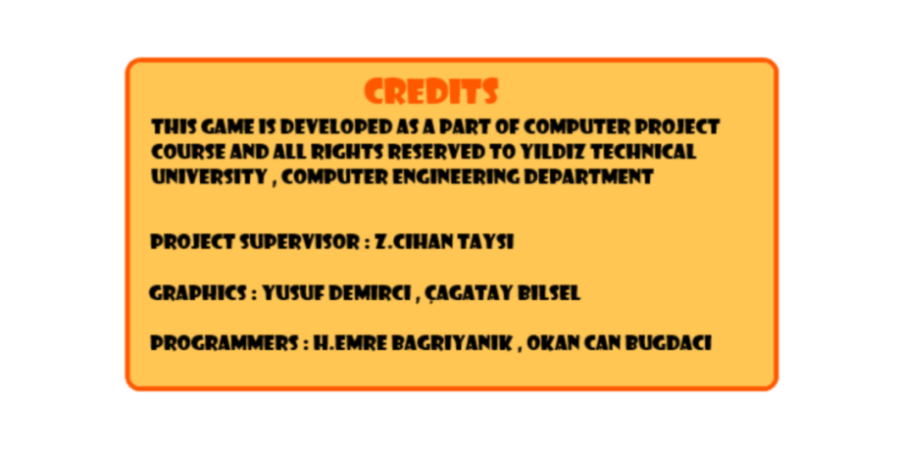 CREDITS
THIS GAME IS DEVELOPED AS A PART OF COMPUTER PROJECT
COURSE AND ALL RIGHTS RESERVED TO YILDIZ TECHNICAL
UNIVERSITY , COMPUTER ENGINEERING DEPARTMENT
PROJECT SUPERVISOR : Z.CIHAN TAYSI
GRAPHICS : YUSUF DEMIRCI , ÇAGATAY BILSEL
PROGRAMMERS : H.EMRE BAGRIYANIK , OKAN CAN BUGDACI